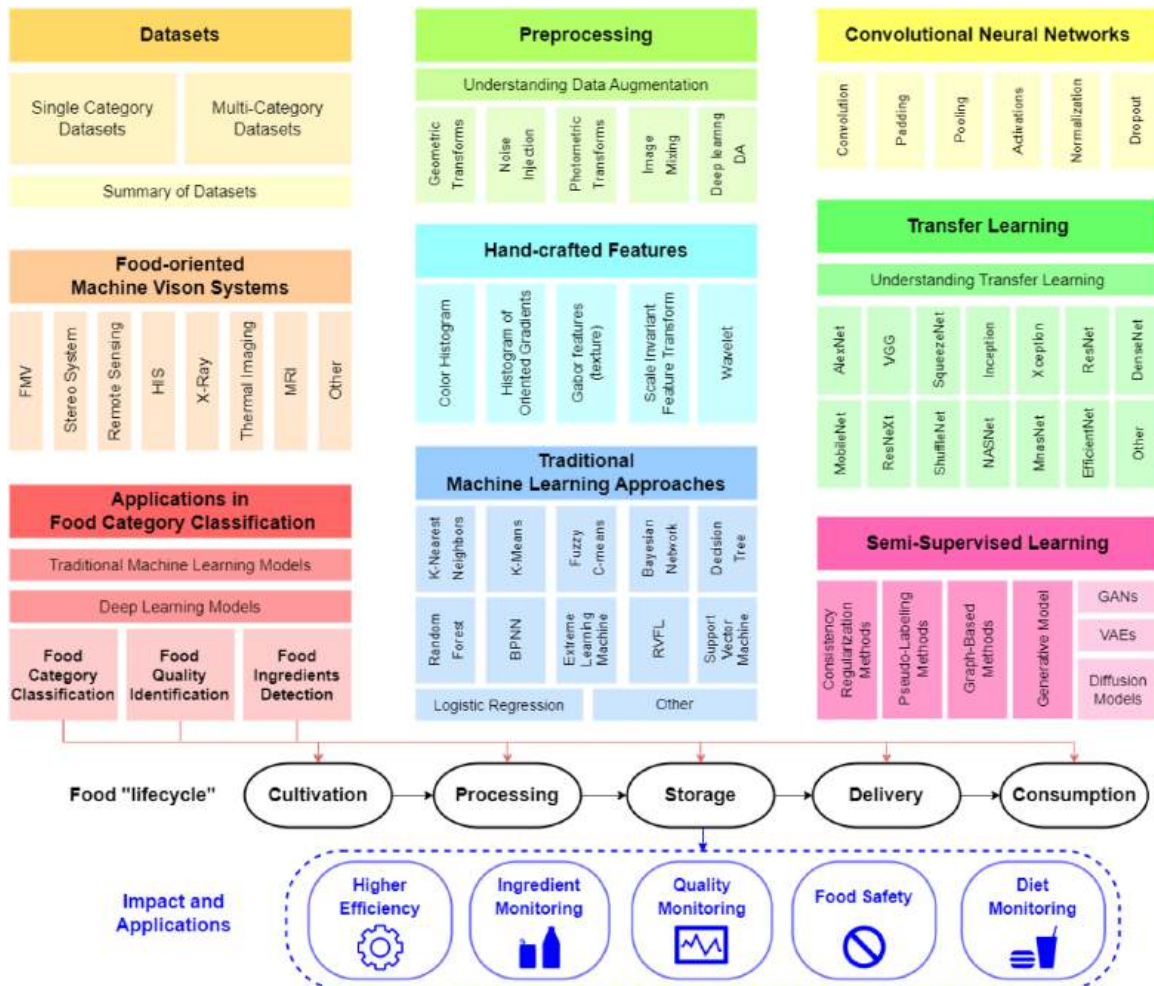 Datasets
Single Category
Datasets
Multi-Category
Datasets
Summary of Datasets
Food-oriented
Machine Vison Systems
FMV
Stereo System
Remote Sensing
HIS
X-Ray
Thermal Imaging
MRI
Other
Applications in
Food Category Classification
Traditional Machine Learning Models
Deep Learning Models
Food
Category
Classification
Food
Quality
Identification
Food
Ingredients
Detection
Preprocessing
Understanding Data Augmentation
Geometric
Transforms
Noise
Injection
Photometric
Transforms
Image
Mixing
Deep learning
DA
Hand-crafted Features
Color Histogram
Histogram of
Oriented Gradients
Gabor features
(texture)
Scale Invariant
Feature Transform
Wavelet
Traditional
Machine Learning Approaches
K-Nearest
Neighbors
K-Means
Fuzzy
C-means
Bayesian
Network
Decision
Tree
Random
Forest
BPNN
Extreme
Learning
Machine
RVFL
Support
Vector
Machine
Logistic Regression
Other
Convolutional Neural Networks
Convolution
Padding
Pooling
Activations
Normalization
Dropout
Transfer Learning
Understanding Transfer Learning
AlexNet
VGG
SqueezeNet
Inception
Xception
ResNet
DenseNet
MobileNet
ResNeXt
ShuffleNet
NASNet
MnasNet
EfficientNet
Other
Semi-Supervised Learning
Consistency
Regularization
Methods
Pseudo-Labeling
Methods
Graph-Based
Methods
Generative Model
GANs
VAEs
Diffusion
Models
Food "lifecycle"
Cultivation
Processing
Storage
Delivery
Consumption
Impact and
Applications
Higher
Efficiency
Ingredient
Monitoring
Quality
Monitoring
Food Safety
Diet
Monitoring